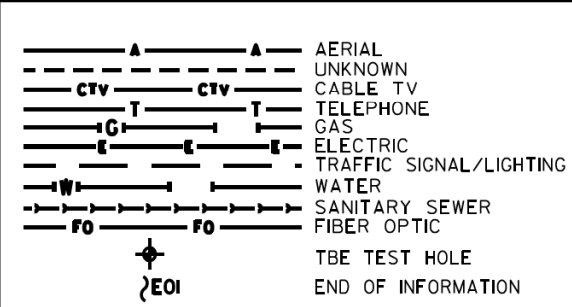 A A AERIAL
UNKNOWN
CTV CTV CABLE TV
T T TELEPHONE
G GAS
E E E ELECTRIC
TRAFFIC SIGNAL/LIGHTING
W WATER
SANITARY SEWER
FO FO FIBER OPTIC
TBE TEST HOLE
EOI END OF INFORMATION